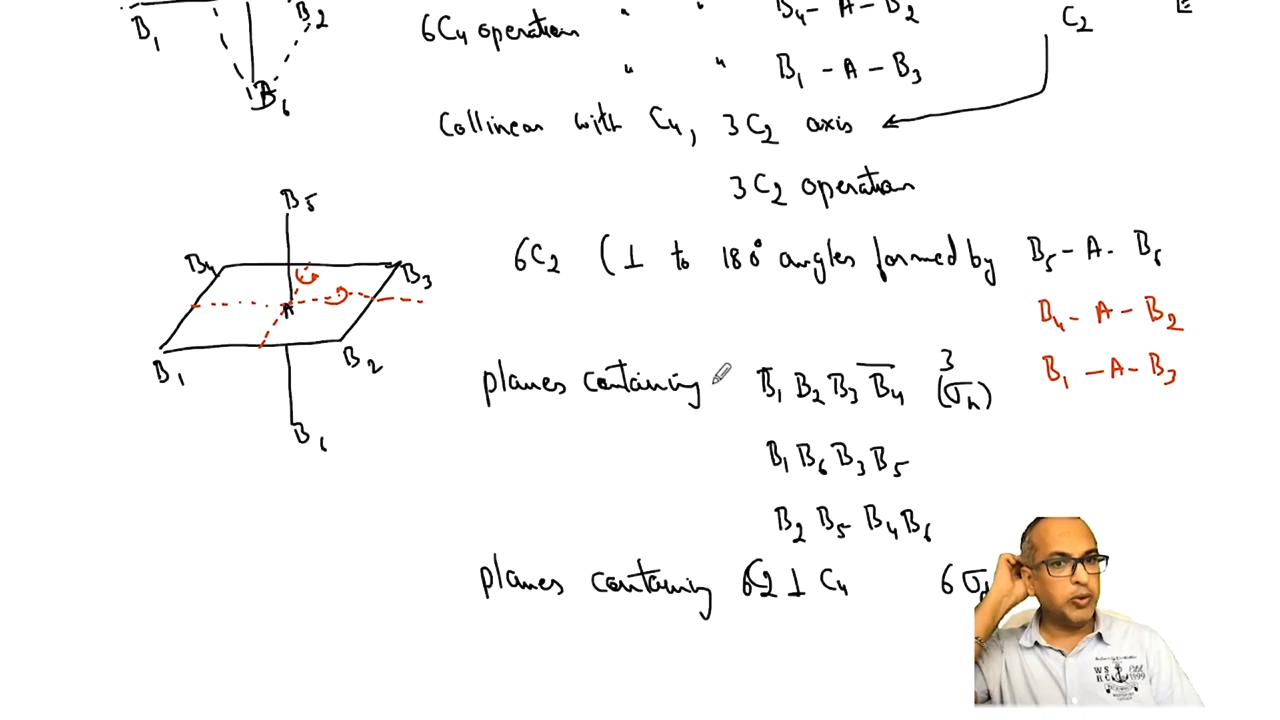 B1 B2
B6
6C4 operation " " B4 - A - B2
" " B1 - A - B3
C2
E
Collinear with C4, 3C2 axis
3C2 operation
B5
B4 B3
A
B1 B2
B6
6C2 (⊥ to 180° angles formed by B5 - A - B6
B4 - A - B2
B1 - A - B3
planes containing B1 B2 B3 B4 3 (σh)
B1 B6 B3 B5
B2 B5 B4 B6
planes containing 6C2 ⊥ C4 6σd